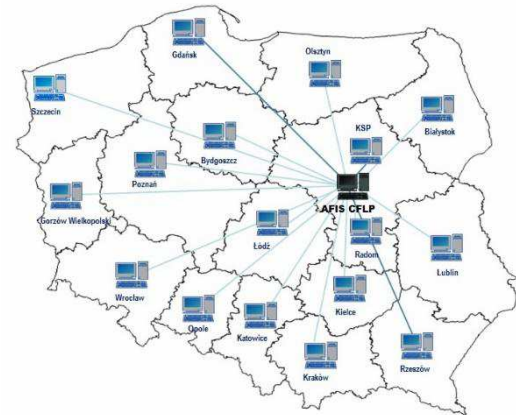 Gdańsk
Olsztyn
Szczecin
KSP
Białystok
Bydgoszcz
Poznań
AFIS CFLP
Gorzów Wielkopolski
Łódź
Radom
Lublin
Wrocław
Kielce
Opole
Katowice
Rzeszów
Kraków